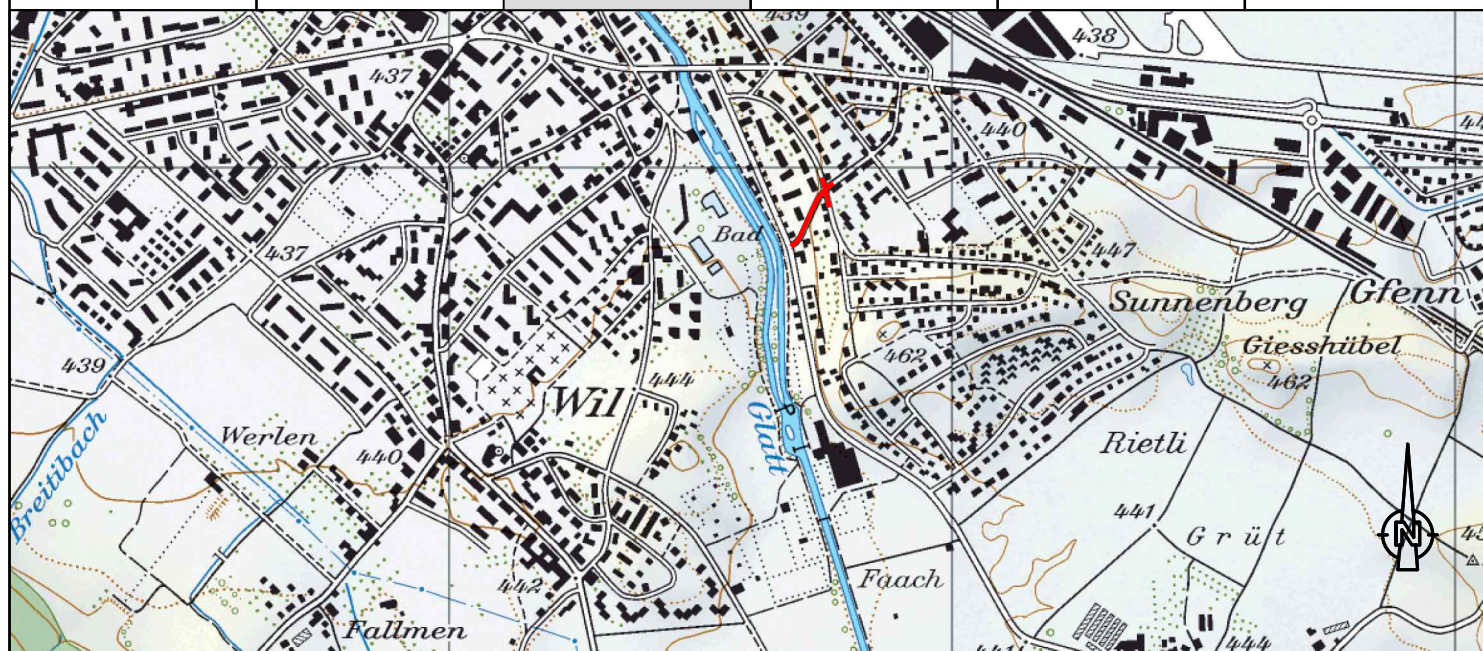 439
438
437
440
437
Bad
447
Sunnenberg
Gfenn
Giesshübel
462
462
439
444
Wil
Glatt
Werlen
440
Rietli
Breitibach
441
Grüt
N
442
Faach
Fallmen
444